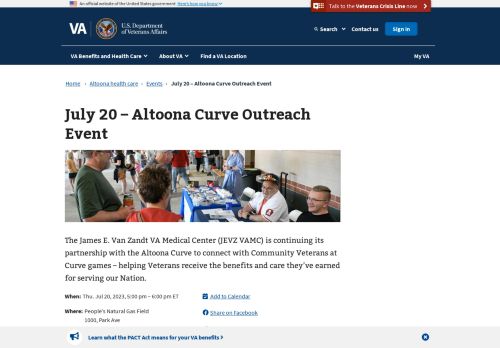 An official website of the United States government. Here's how you know
Talk to the Veterans Crisis Line now
VA
U.S. Department
of Veterans Affairs
Search
Contact us
Sign in
VA Benefits and Health Care
About VA
Find a VA Location
My VA
Home › Altoona health care › Events › July 20 – Altoona Curve Outreach Event
July 20 – Altoona Curve Outreach
Event
The James E. Van Zandt VA Medical Center (JEVZ VAMC) is continuing its
partnership with the Altoona Curve to connect with Community Veterans at
Curve games – helping Veterans receive the benefits and care they've earned
for serving our Nation.
When: Thu. Jul 20, 2023, 5:00 pm – 6:00 pm ET
Add to Calendar
Where: People's Natural Gas Field
Share on Facebook
1000, Park Ave
Learn what the PACT Act means for your VA benefits